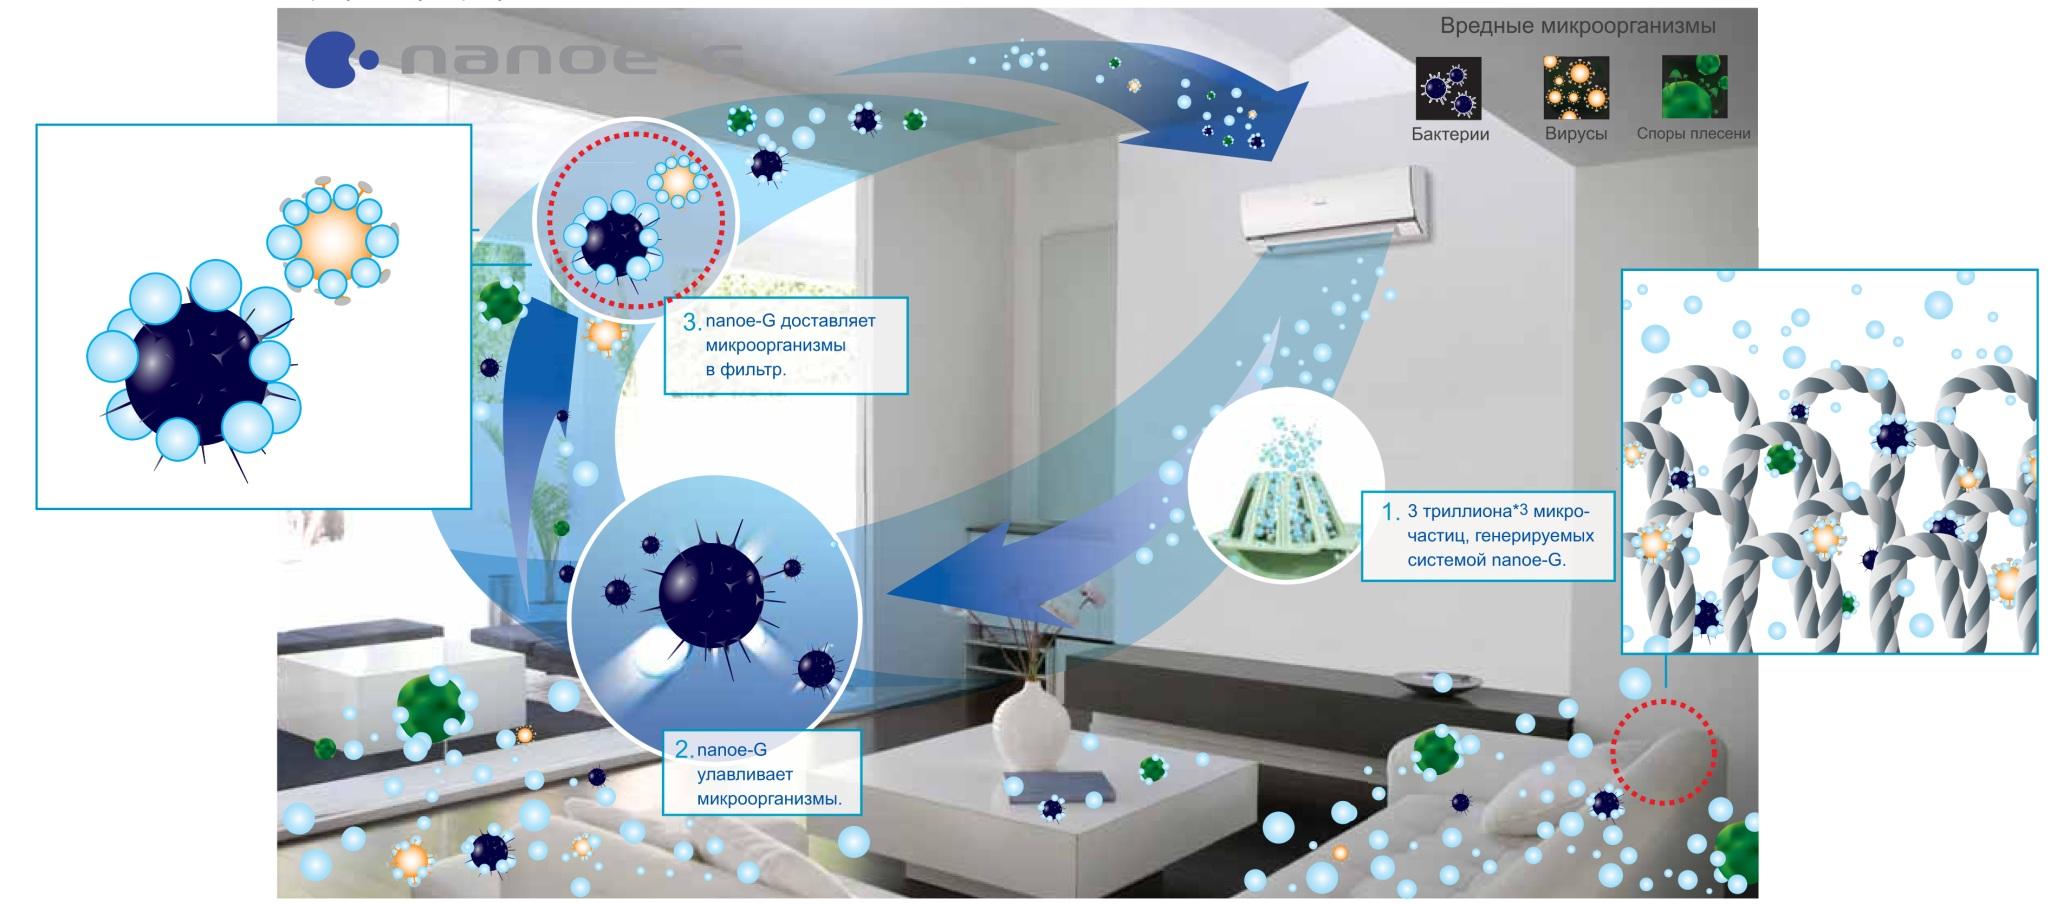 nanoe-G
Вредные микроорганизмы
Бактерии
Вирусы
Споры плесени
3. nanoe-G доставляет
микроорганизмы
в фильтр.
1. 3 триллиона*3 микро-
частиц, генерируемых
системой nanoe-G.
2. nanoe-G
улавливает
микроорганизмы.